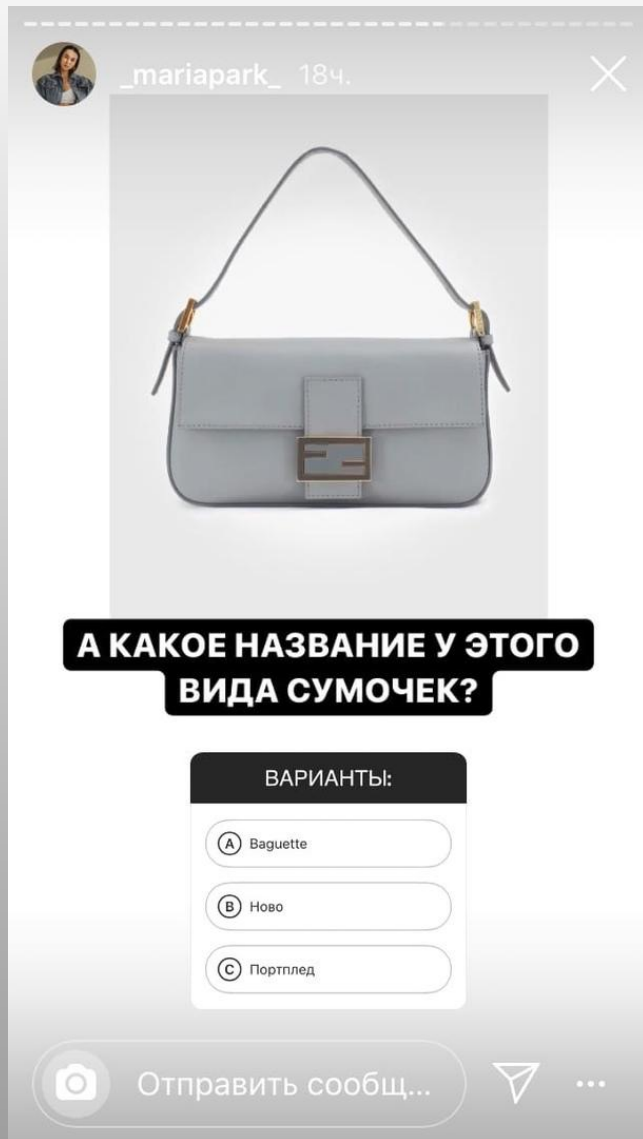 _mariapark_ 18ч.
А КАКОЕ НАЗВАНИЕ У ЭТОГО
ВИДА СУМОЧЕК?
ВАРИАНТЫ:
A Baguette
B Ново
C Портплед
Отправить сообщ...